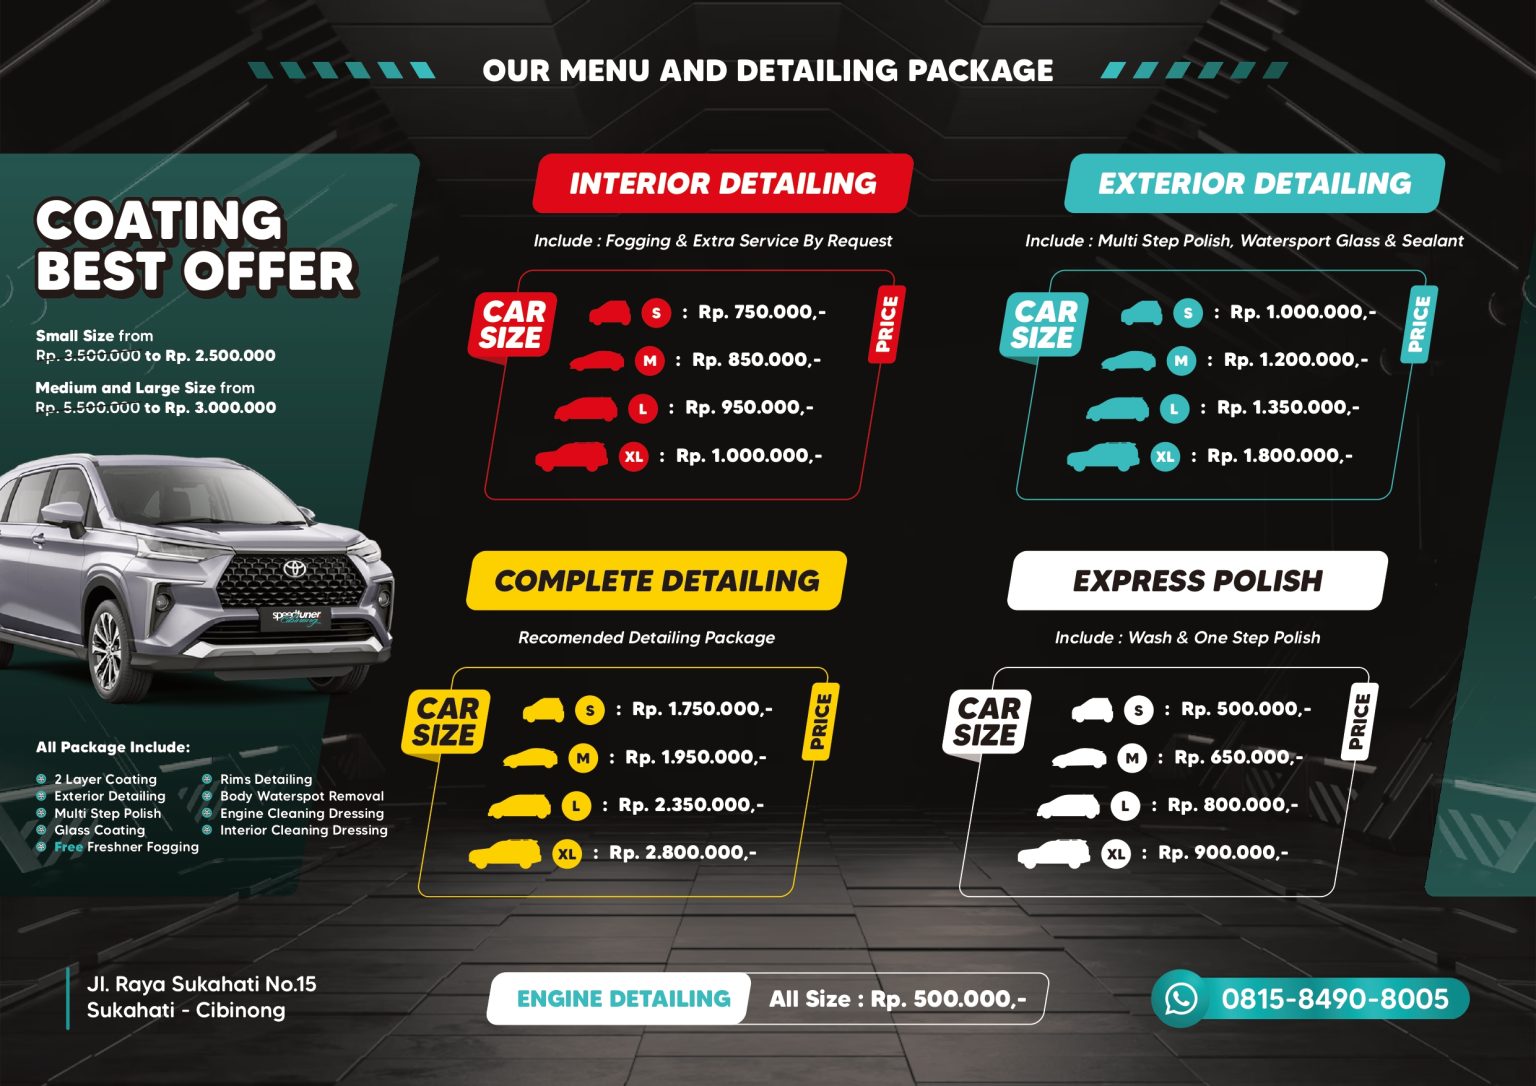 OUR MENU AND DETAILING PACKAGE
COATING
BEST OFFER
Small Size from
Rp. 3.500.000 to Rp. 2.500.000
Medium and Large Size from
Rp. 5.500.000 to Rp. 3.000.000
speedtuner
Cibinong
All Package Include:
2 Layer Coating
Exterior Detailing
Multi Step Polish
Glass Coating
Free Freshner Fogging
Rims Detailing
Body Waterspot Removal
Engine Cleaning Dressing
Interior Cleaning Dressing
INTERIOR DETAILING
Include : Fogging & Extra Service By Request
CAR
SIZE
PRICE
S : Rp. 750.000,-
M : Rp. 850.000,-
L : Rp. 950.000,-
XL : Rp. 1.000.000,-
EXTERIOR DETAILING
Include : Multi Step Polish, Watersport Glass & Sealant
CAR
SIZE
PRICE
S : Rp. 1.000.000,-
M : Rp. 1.200.000,-
L : Rp. 1.350.000,-
XL : Rp. 1.800.000,-
COMPLETE DETAILING
Recomended Detailing Package
CAR
SIZE
PRICE
S : Rp. 1.750.000,-
M : Rp. 1.950.000,-
L : Rp. 2.350.000,-
XL : Rp. 2.800.000,-
EXPRESS POLISH
Include : Wash & One Step Polish
CAR
SIZE
PRICE
S : Rp. 500.000,-
M : Rp. 650.000,-
L : Rp. 800.000,-
XL : Rp. 900.000,-
Jl. Raya Sukahati No.15
Sukahati - Cibinong
ENGINE DETAILING All Size : Rp. 500.000,-
0815-8490-8005